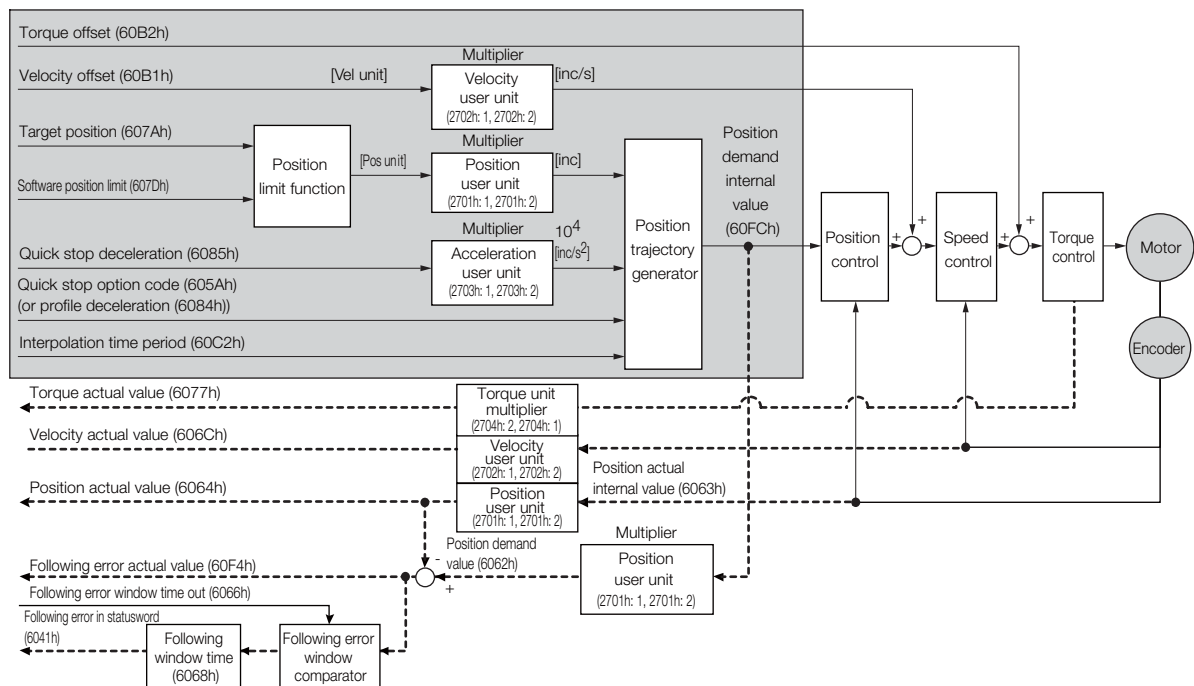 Torque offset (60B2h)
Multiplier
Velocity offset (60B1h)
[Vel unit]
Velocity
user unit
(2702h: 1, 2702h: 2)
[inc/s]
Target position (607Ah)
Software position limit (607Dh)
Position
limit function
[Pos unit]
Multiplier
Position
user unit
(2701h: 1, 2701h: 2)
[inc]
Multiplier
Acceleration
user unit
(2703h: 1, 2703h: 2)
10⁴
[inc/s²]
Quick stop deceleration (6085h)
Quick stop option code (605Ah)
(or profile deceleration (6084h))
Interpolation time period (60C2h)
Position
trajectory
generator
Position
demand
internal
value
(60FCh)
Position
control
+
+
Speed
control
+
+
Torque
control
Motor
Encoder
Torque actual value (6077h)
Torque unit
multiplier
(2704h: 2, 2704h: 1)
Velocity actual value (606Ch)
Velocity
user unit
(2702h: 1, 2702h: 2)
Position actual value (6064h)
Position
user unit
(2701h: 1, 2701h: 2)
Position actual
internal value (6063h)
Multiplier
Position
user unit
(2701h: 1, 2701h: 2)
Position demand
value (6062h)
-
+
Following error actual value (60F4h)
Following error window time out (6066h)
Following error in statusword
(6041h)
Following
window time
(6068h)
Following error
window
comparator